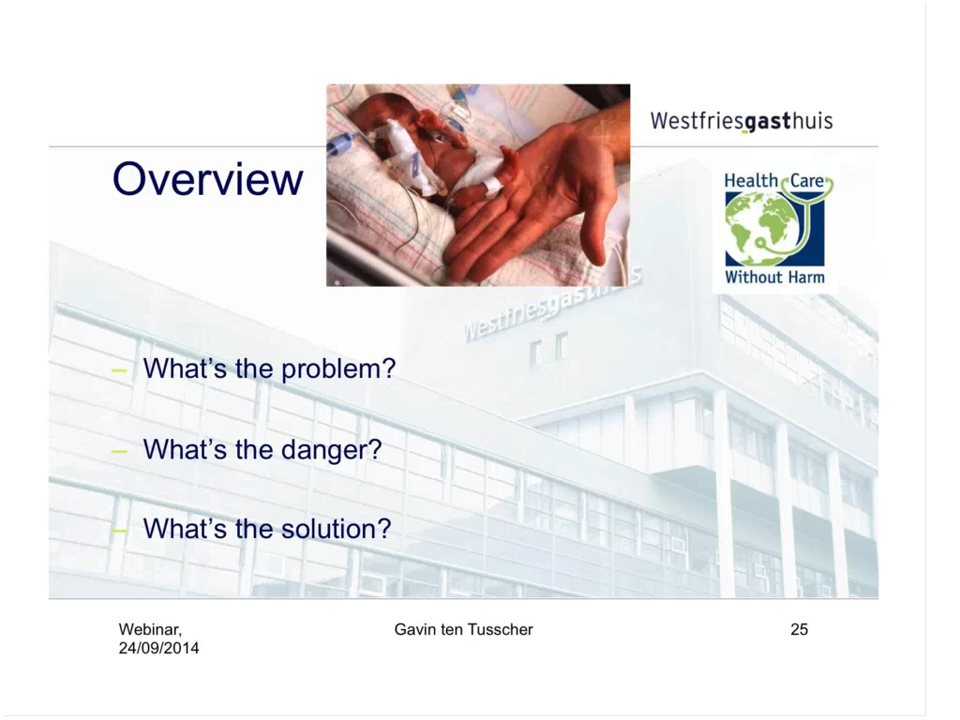 Westfriesgasthuis
Overview
Health Care
Without Harm
Westfriesgasthuis
– What's the problem?
– What's the danger?
– What's the solution?
Webinar,
24/09/2014
Gavin ten Tusscher
25